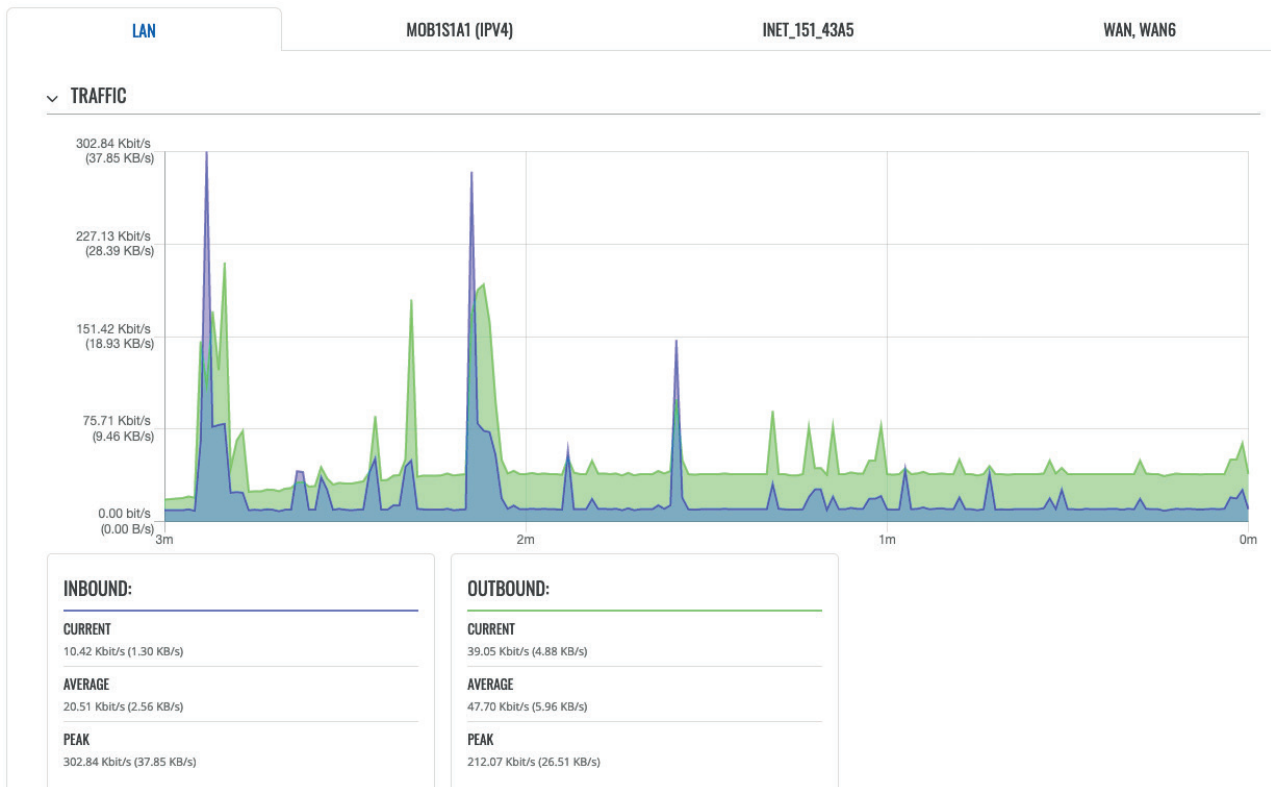 LAN
MOB1S1A1 (IPV4)
INET_151_43A5
WAN, WAN6
TRAFFIC
302.84 Kbit/s
(37.85 KB/s)
227.13 Kbit/s
(28.39 KB/s)
151.42 Kbit/s
(18.93 KB/s)
75.71 Kbit/s
(9.46 KB/s)
0.00 bit/s
(0.00 B/s)
3m
2m
1m
0m
INBOUND:
CURRENT
10.42 Kbit/s (1.30 KB/s)
AVERAGE
20.51 Kbit/s (2.56 KB/s)
PEAK
302.84 Kbit/s (37.85 KB/s)
OUTBOUND:
CURRENT
39.05 Kbit/s (4.88 KB/s)
AVERAGE
47.70 Kbit/s (5.96 KB/s)
PEAK
212.07 Kbit/s (26.51 KB/s)